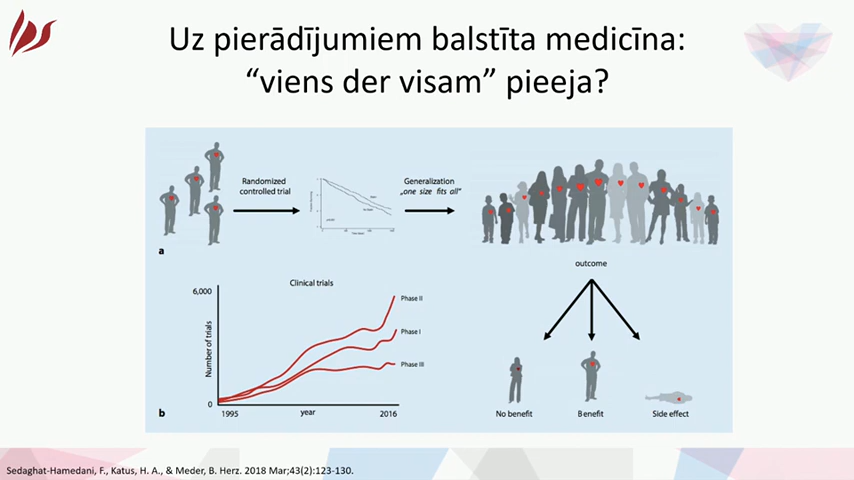 Uz pierādījumiem balstīta medicīna:
“viens der visam” pieeja?
Randomized
controlled trial
Generalization
„one size fits all“
a
outcome
Clinical trials
6,000
Phase II
Phase I
Phase III
Number of trials
0
1995
year
2016
b
No benefit
Benefit
Side effect
Sedaghat-Hamedani, F., Katus, H. A., & Meder, B. Herz. 2018 Mar;43(2):123-130.